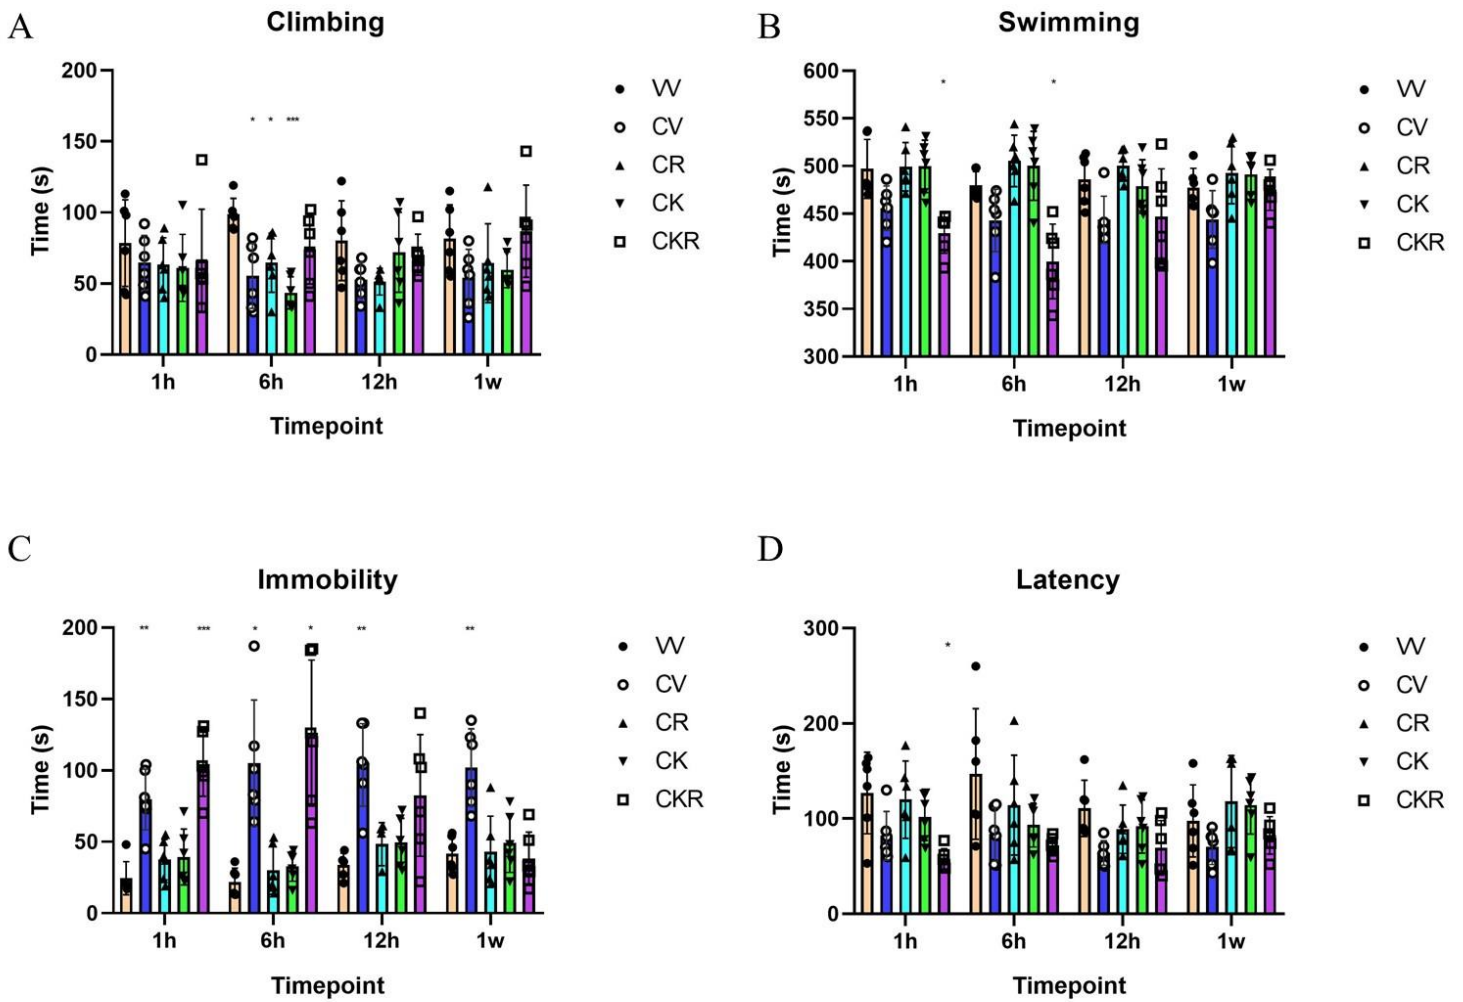 A
Climbing
Time (s)
200
150
100
50
0
* * ***
1h 6h 12h 1w
Timepoint
VV
CV
CR
CK
CKR
B
Swimming
Time (s)
600
550
500
450
400
350
300
* *
1h 6h 12h 1w
Timepoint
VV
CV
CR
CK
CKR
C
Immobility
Time (s)
200
150
100
50
0
** *** * * ** **
1h 6h 12h 1w
Timepoint
VV
CV
CR
CK
CKR
D
Latency
Time (s)
300
200
100
0
*
1h 6h 12h 1w
Timepoint
VV
CV
CR
CK
CKR